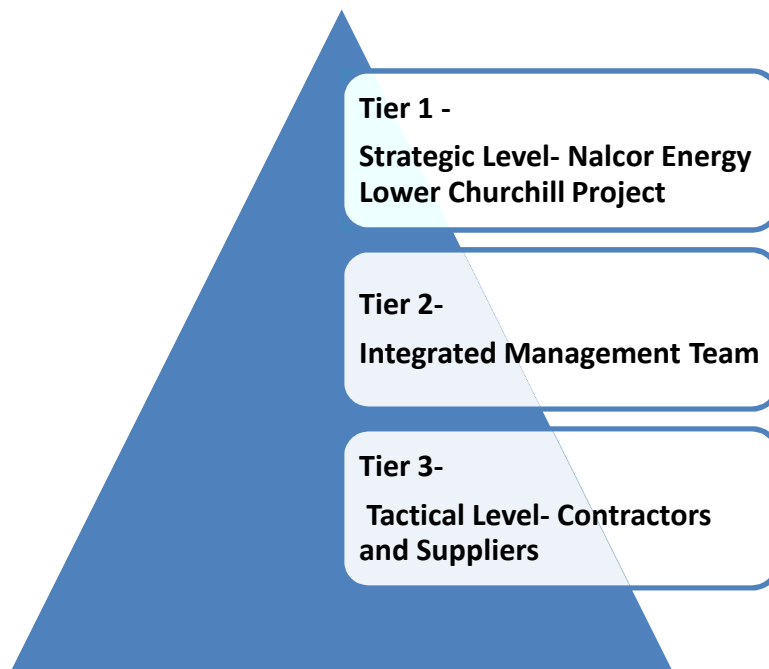 Tier 1 -
Strategic Level- Nalcor Energy
Lower Churchill Project
Tier 2-
Integrated Management Team
Tier 3-
Tactical Level- Contractors
and Suppliers